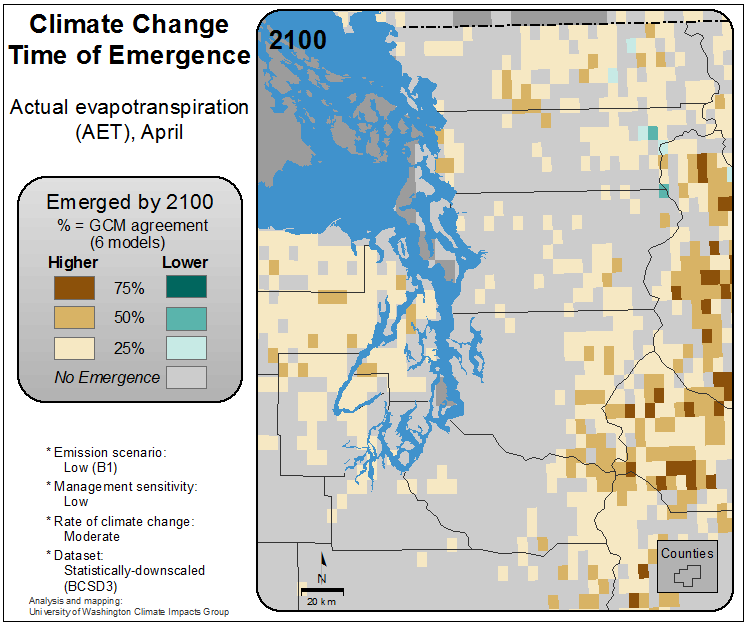 Climate Change
Time of Emergence
Actual evapotranspiration
(AET), April
Emerged by 2100
% = GCM agreement
(6 models)
Higher Lower
75%
50%
25%
No Emergence
* Emission scenario:
Low (B1)
* Management sensitivity:
Low
* Rate of climate change:
Moderate
* Dataset:
Statistically-downscaled
(BCSD3)
Analysis and mapping:
University of Washington Climate Impacts Group
2100
N
20 km
Counties